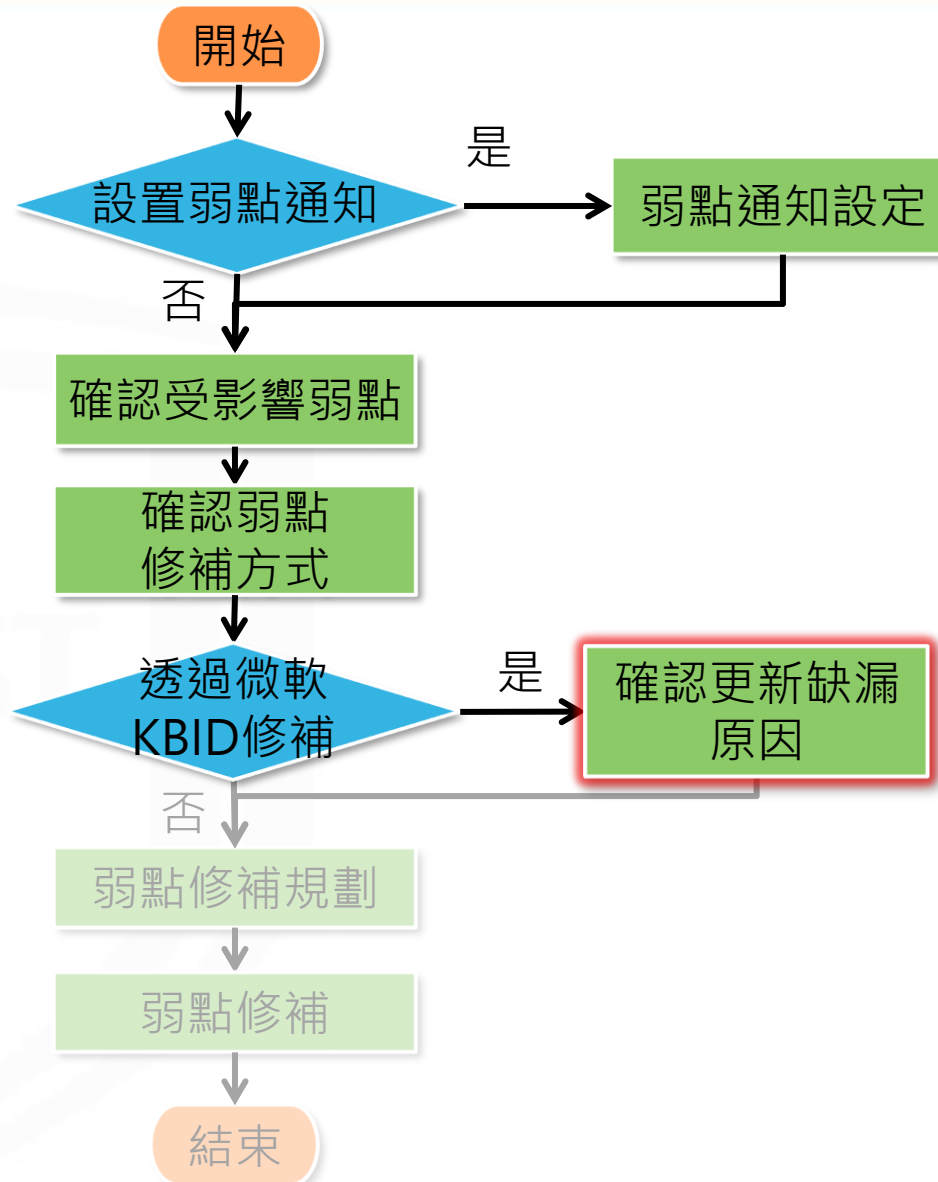 開始
設置弱點通知
是
弱點通知設定
否
確認受影響弱點
確認弱點
修補方式
透過微軟
KBID修補
是
確認更新缺漏
原因
否
弱點修補規劃
弱點修補
結束